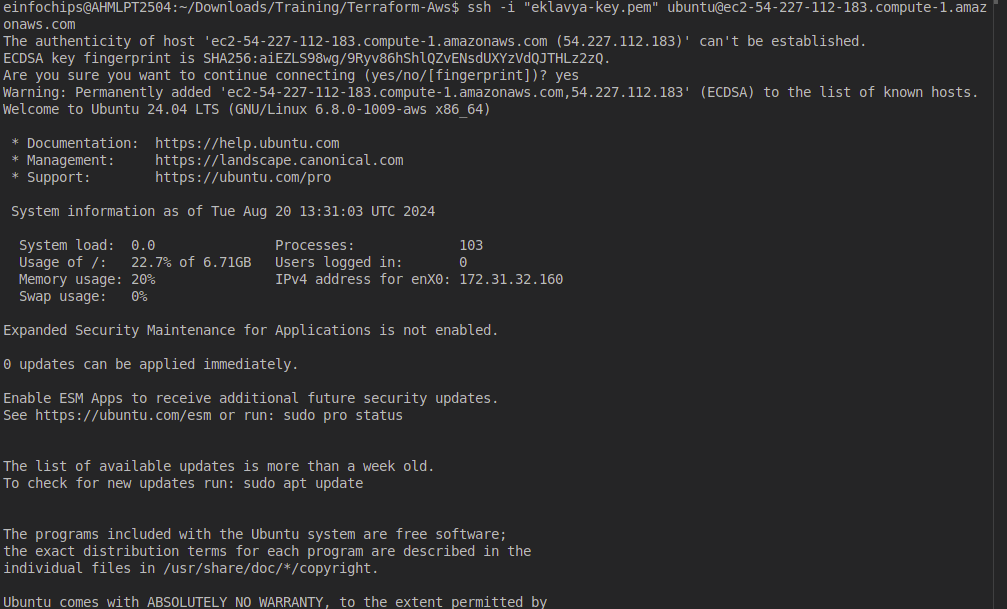 einfochips@AHMLPT2504:~/Downloads/Training/Terraform-Aws$ ssh -i "eklavya-key.pem" ubuntu@ec2-54-227-112-183.compute-1.amaz
onaws.com
The authenticity of host 'ec2-54-227-112-183.compute-1.amazonaws.com (54.227.112.183)' can't be established.
ECDSA key fingerprint is SHA256:aiEZLS98wg/9Ryv86hShlQZvENsdUXYzVdQJTHLz2zQ.
Are you sure you want to continue connecting (yes/no/[fingerprint])? yes
Warning: Permanently added 'ec2-54-227-112-183.compute-1.amazonaws.com,54.227.112.183' (ECDSA) to the list of known hosts.
Welcome to Ubuntu 24.04 LTS (GNU/Linux 6.8.0-1009-aws x86_64)

 * Documentation:  https://help.ubuntu.com
 * Management:     https://landscape.canonical.com
 * Support:        https://ubuntu.com/pro

 System information as of Tue Aug 20 13:31:03 UTC 2024

  System load:  0.0               Processes:             103
  Usage of /:   22.7% of 6.71GB   Users logged in:       0
  Memory usage: 20%               IPv4 address for enX0: 172.31.32.160
  Swap usage:   0%

Expanded Security Maintenance for Applications is not enabled.

0 updates can be applied immediately.

Enable ESM Apps to receive additional future security updates.
See https://ubuntu.com/esm or run: sudo pro status


The list of available updates is more than a week old.
To check for new updates run: sudo apt update


The programs included with the Ubuntu system are free software;
the exact distribution terms for each program are described in the
individual files in /usr/share/doc/*/copyright.

Ubuntu comes with ABSOLUTELY NO WARRANTY, to the extent permitted by